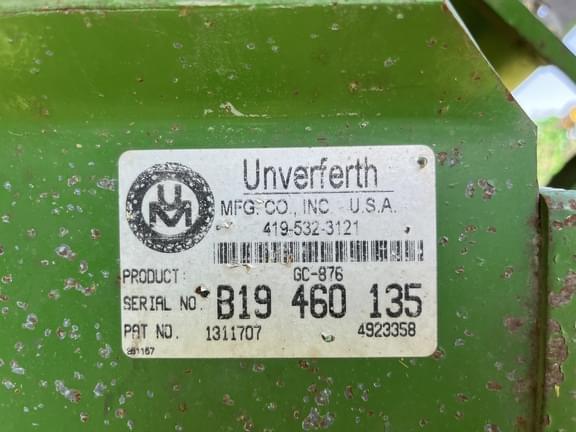 UM
Unverferth
MFG. CO., INC. U.S.A.
419-532-3121
PRODUCT: GC-876
SERIAL NO. B19 460 135
PAT NO. 1311707 4923358